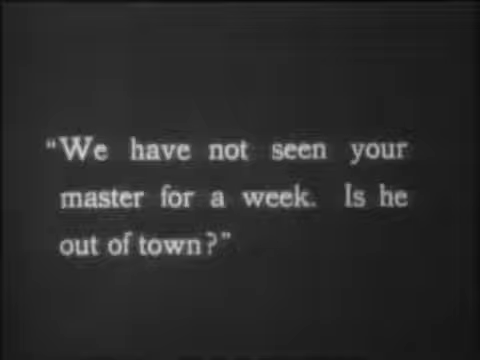 "We have not seen your
master for a week. Is he
out of town?"